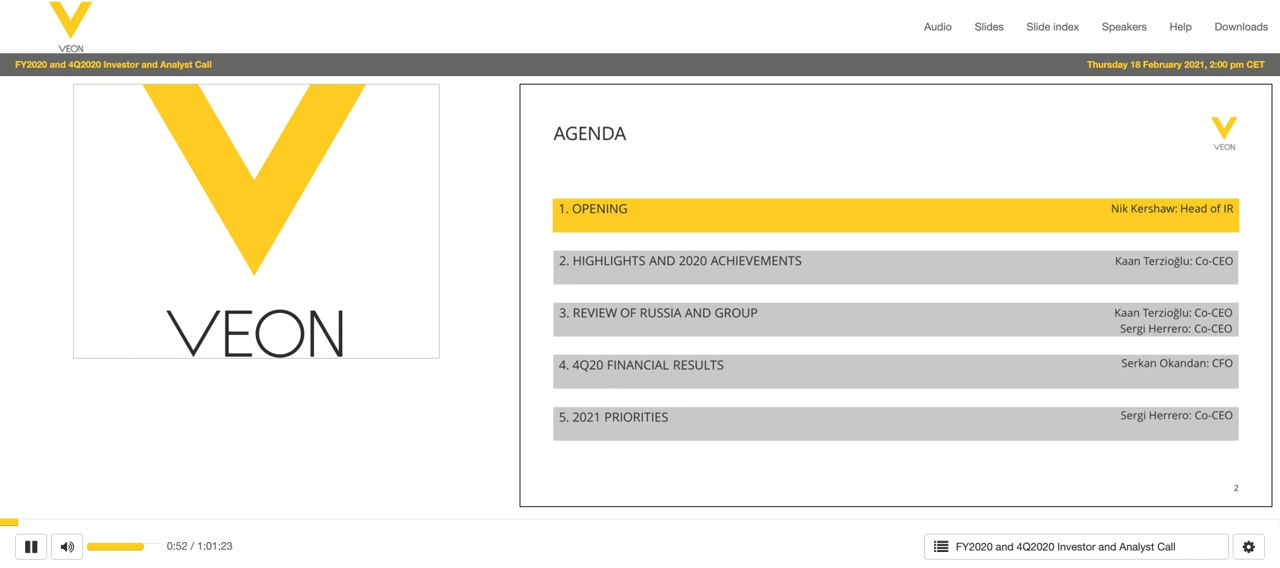 VEON
Audio Slides Slide index Speakers Help Downloads
FY2020 and 4Q2020 Investor and Analyst Call
Thursday 18 February 2021, 2:00 pm CET
VEON
AGENDA
VEON
1. OPENING
Nik Kershaw: Head of IR
2. HIGHLIGHTS AND 2020 ACHIEVEMENTS
Kaan Terzioğlu: Co-CEO
3. REVIEW OF RUSSIA AND GROUP
Kaan Terzioğlu: Co-CEO
Sergi Herrero: Co-CEO
4. 4Q20 FINANCIAL RESULTS
Serkan Okandan: CFO
5. 2021 PRIORITIES
Sergi Herrero: Co-CEO
2
0:52 / 1:01:23
FY2020 and 4Q2020 Investor and Analyst Call